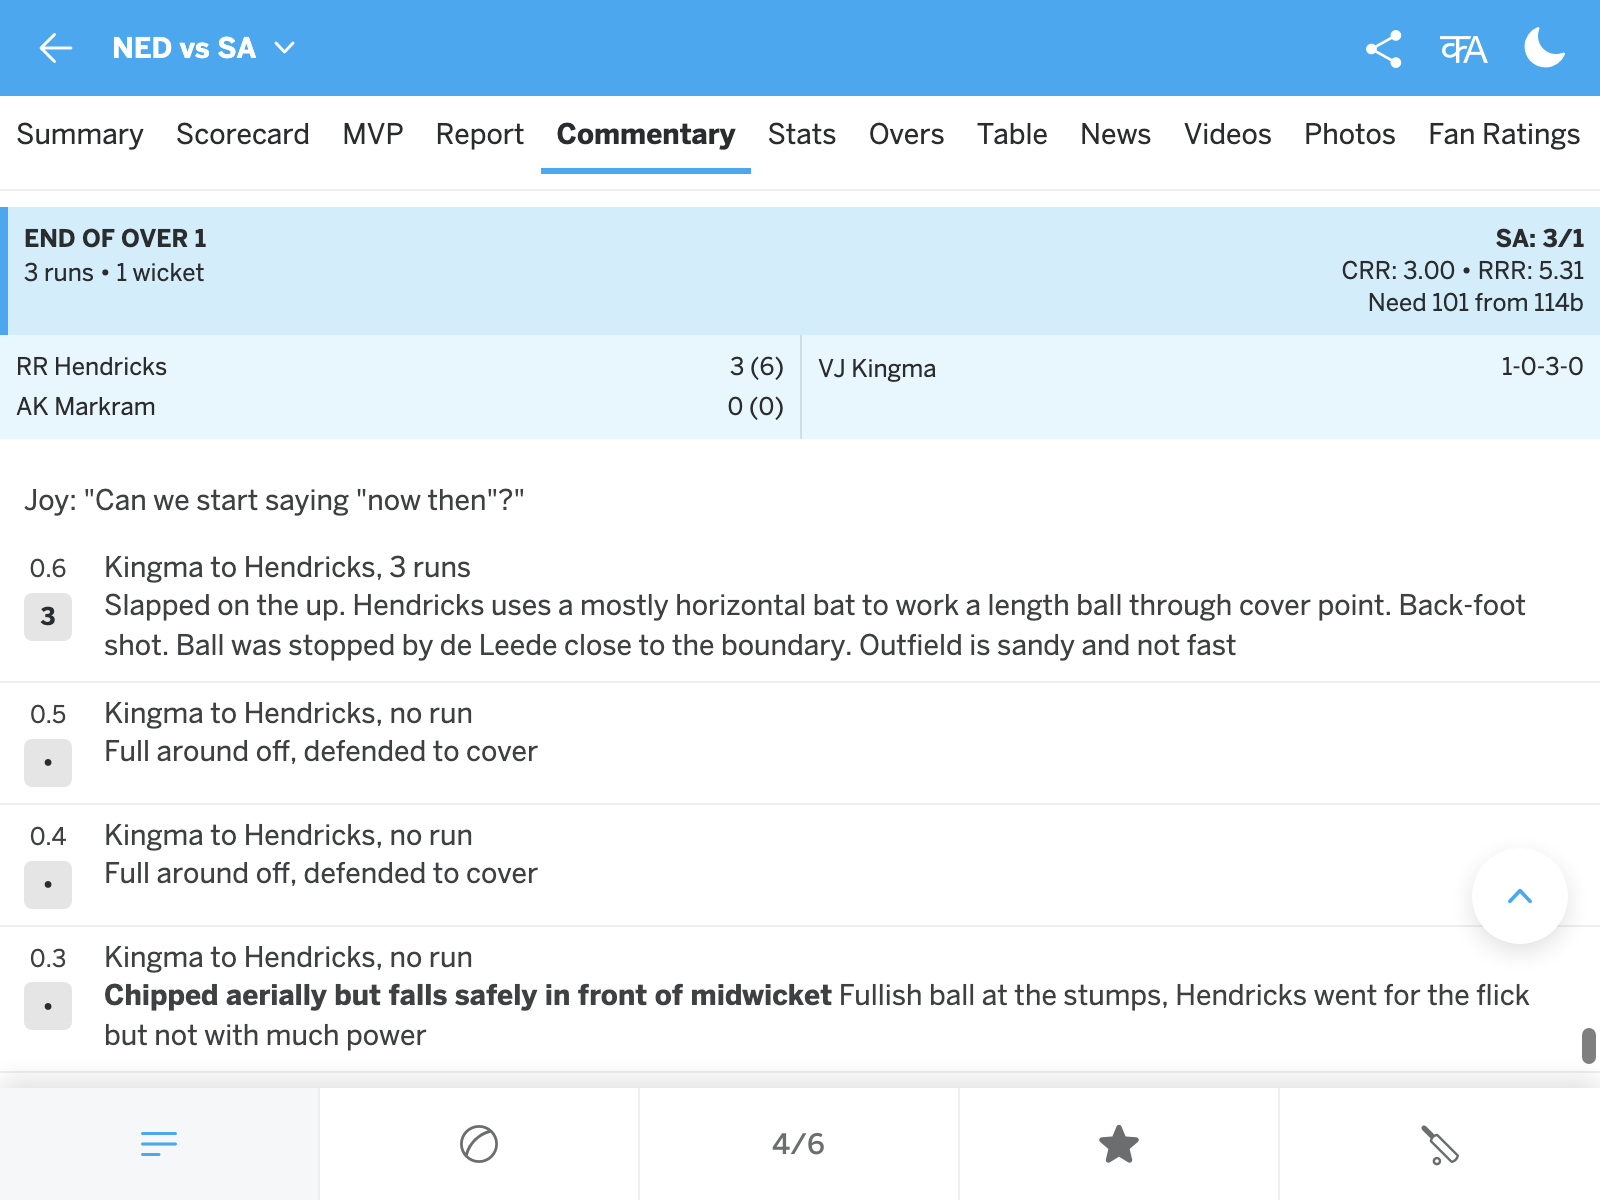 NED vs SA
क A
Summary Scorecard MVP Report Commentary Stats Overs Table News Videos Photos Fan Ratings
END OF OVER 1
3 runs • 1 wicket
SA: 3/1
CRR: 3.00 • RRR: 5.31
Need 101 from 114b
RR Hendricks 3 (6)
AK Markram 0 (0)
VJ Kingma 1-0-3-0
Joy: "Can we start saying "now then"?"
0.6 Kingma to Hendricks, 3 runs
3 Slapped on the up. Hendricks uses a mostly horizontal bat to work a length ball through cover point. Back-foot
shot. Ball was stopped by de Leede close to the boundary. Outfield is sandy and not fast
0.5 Kingma to Hendricks, no run
• Full around off, defended to cover
0.4 Kingma to Hendricks, no run
• Full around off, defended to cover
0.3 Kingma to Hendricks, no run
• Chipped aerially but falls safely in front of midwicket Fullish ball at the stumps, Hendricks went for the flick
but not with much power
4/6